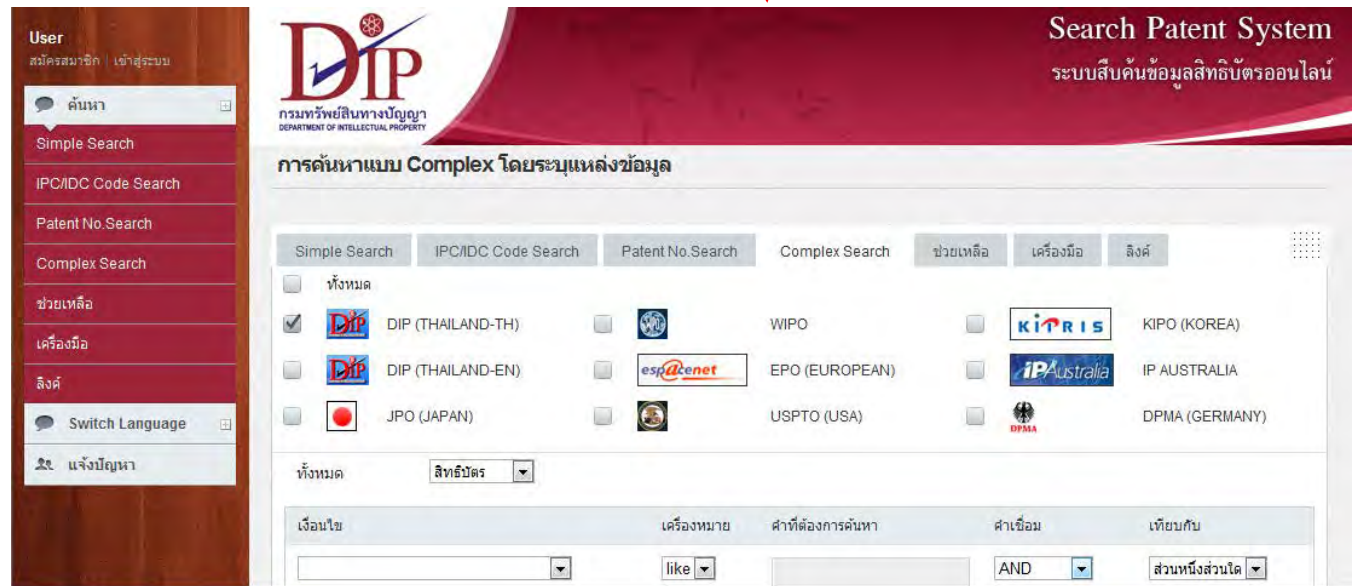 User
สมัครสมาชิก | เข้าสู่ระบบ
ค้นหา
Simple Search
IPC/IDC Code Search
Patent No.Search
Complex Search
ช่วยเหลือ
เครื่องมือ
ลิงค์
Switch Language
แจ้งปัญหา
DIP
กรมทรัพย์สินทางปัญญา
DEPARTMENT OF INTELLECTUAL PROPERTY
Search Patent System
ระบบสืบค้นข้อมูลสิทธิบัตรออนไลน์
การค้นหาแบบ Complex โดยระบุแหล่งข้อมูล
Simple Search IPC/IDC Code Search Patent No.Search Complex Search ช่วยเหลือ เครื่องมือ ลิงค์
ทั้งหมด
DIP DIP (THAILAND-TH) WIPO KIPRIS KIPO (KOREA)
DIP DIP (THAILAND-EN) espacenet EPO (EUROPEAN) IPAustralia IP AUSTRALIA
JPO (JAPAN) USPTO (USA) DPMA DPMA (GERMANY)
ทั้งหมด สิทธิบัตร
เงื่อนไข เครื่องหมาย คำที่ต้องการค้นหา คำเชื่อม เทียบกับ
like AND ส่วนหนึ่งส่วนใด